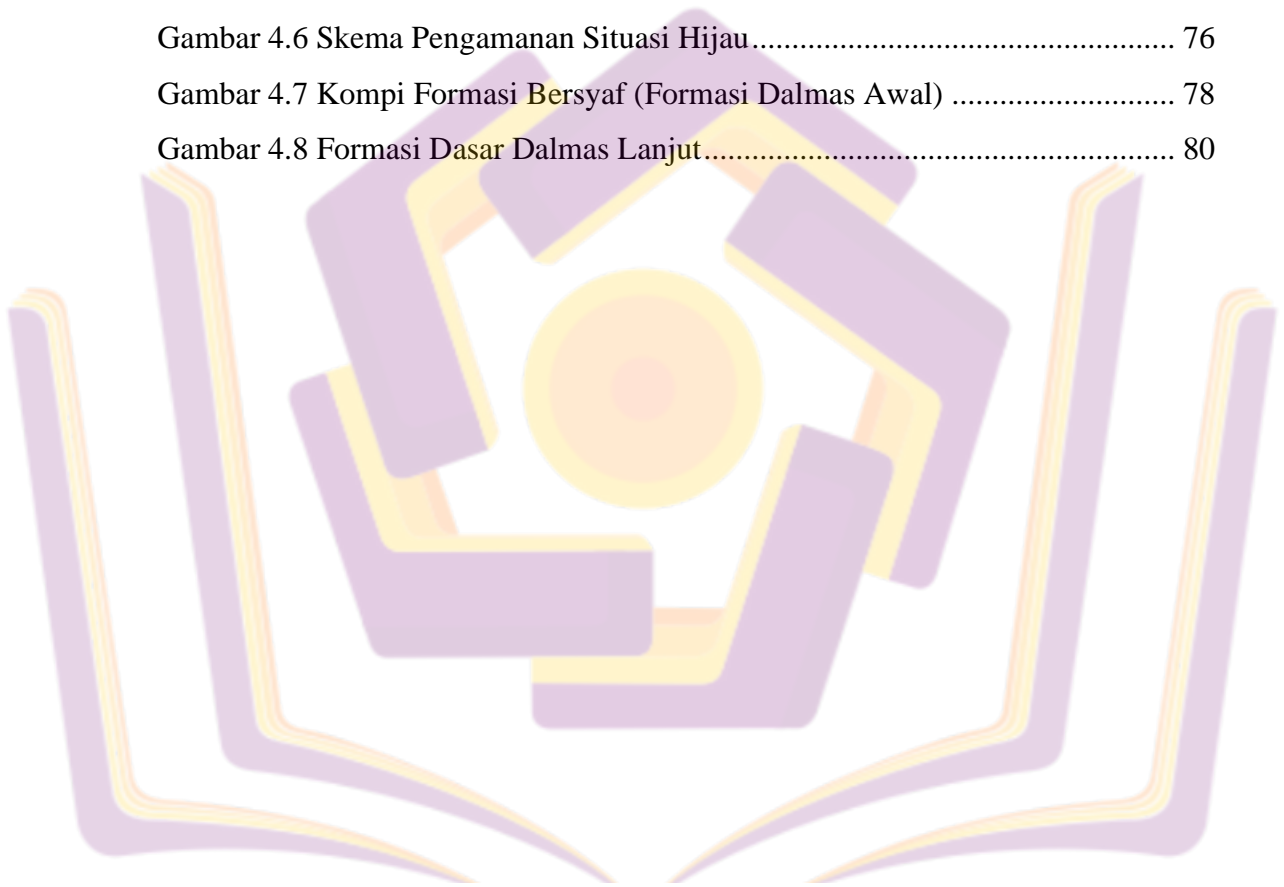 Gambar 4.6 Skema Pengamanan Situasi Hijau.................................................... 76
Gambar 4.7 Kompi Formasi Bersyaf (Formasi Dalmas Awal) ........................... 78
Gambar 4.8 Formasi Dasar Dalmas Lanjut.......................................................... 80